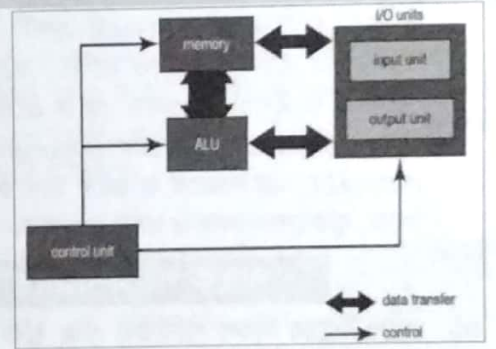 I/O units
memory
input unit
output unit
ALU
control unit
data transfer
control